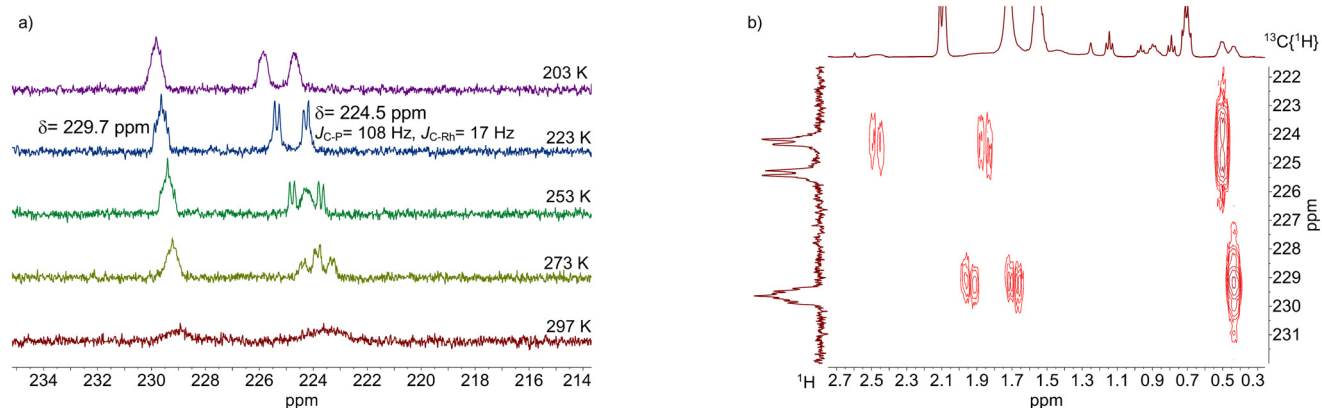 a)
203 K
δ= 229.7 ppm
δ= 224.5 ppm
J_C-P= 108 Hz, J_C-Rh= 17 Hz
223 K
253 K
273 K
297 K
234 232 230 228 226 224 222 220 218 216 214
ppm
b)
¹³C{¹H}
222
223
224
225
226
227
228
229
230
231
ppm
¹H
2.7 2.5 2.3 2.1 1.9 1.7 1.5 1.3 1.1 0.9 0.7 0.5 0.3
ppm